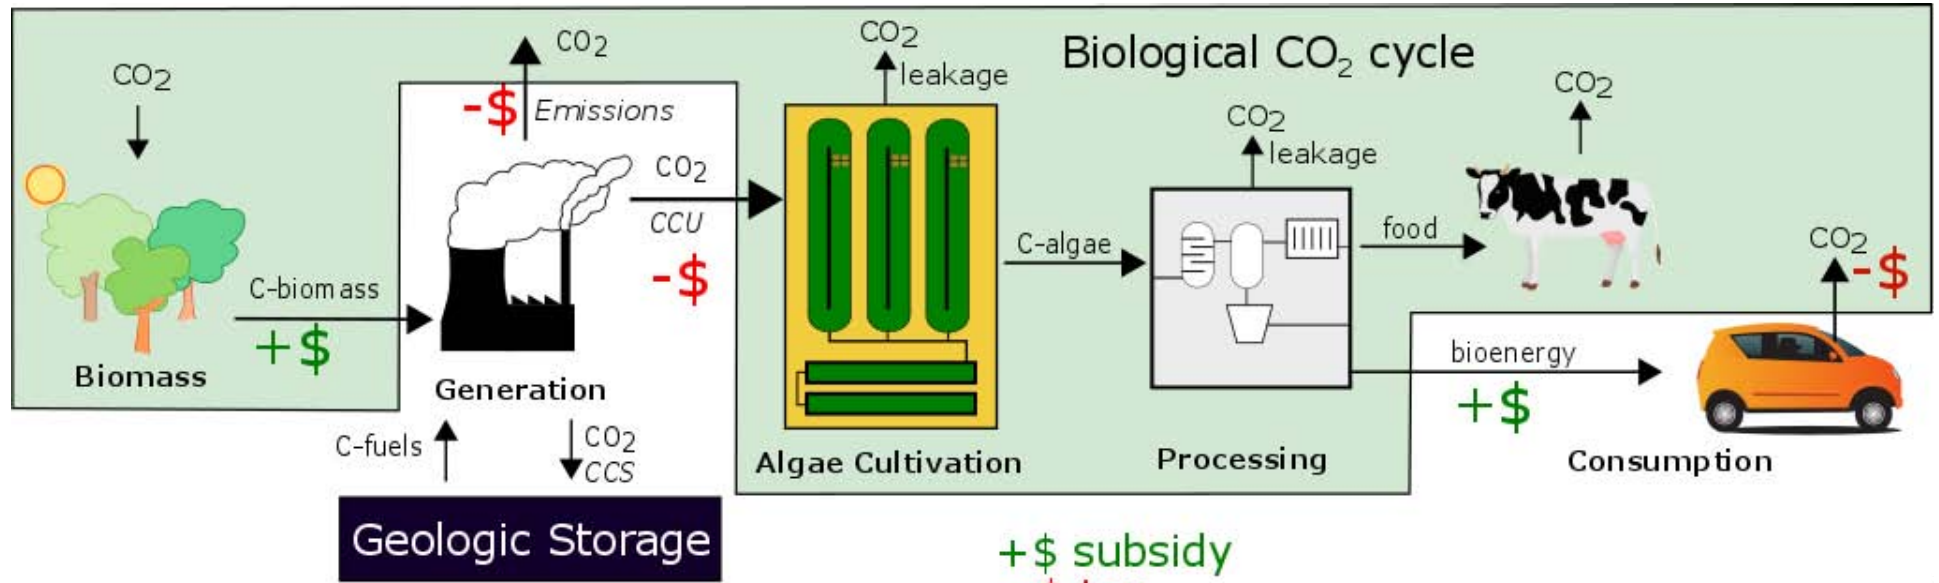 Biological CO2 cycle
CO2
Biomass
C-biomass
+$
CO2
-$
Emissions
Generation
C-fuels
CO2
CCS
Geologic Storage
CO2
CCU
-$
CO2
leakage
Algae Cultivation
C-algae
CO2
leakage
Processing
food
CO2
bioenergy
+$
CO2
-$
Consumption
+$ subsidy